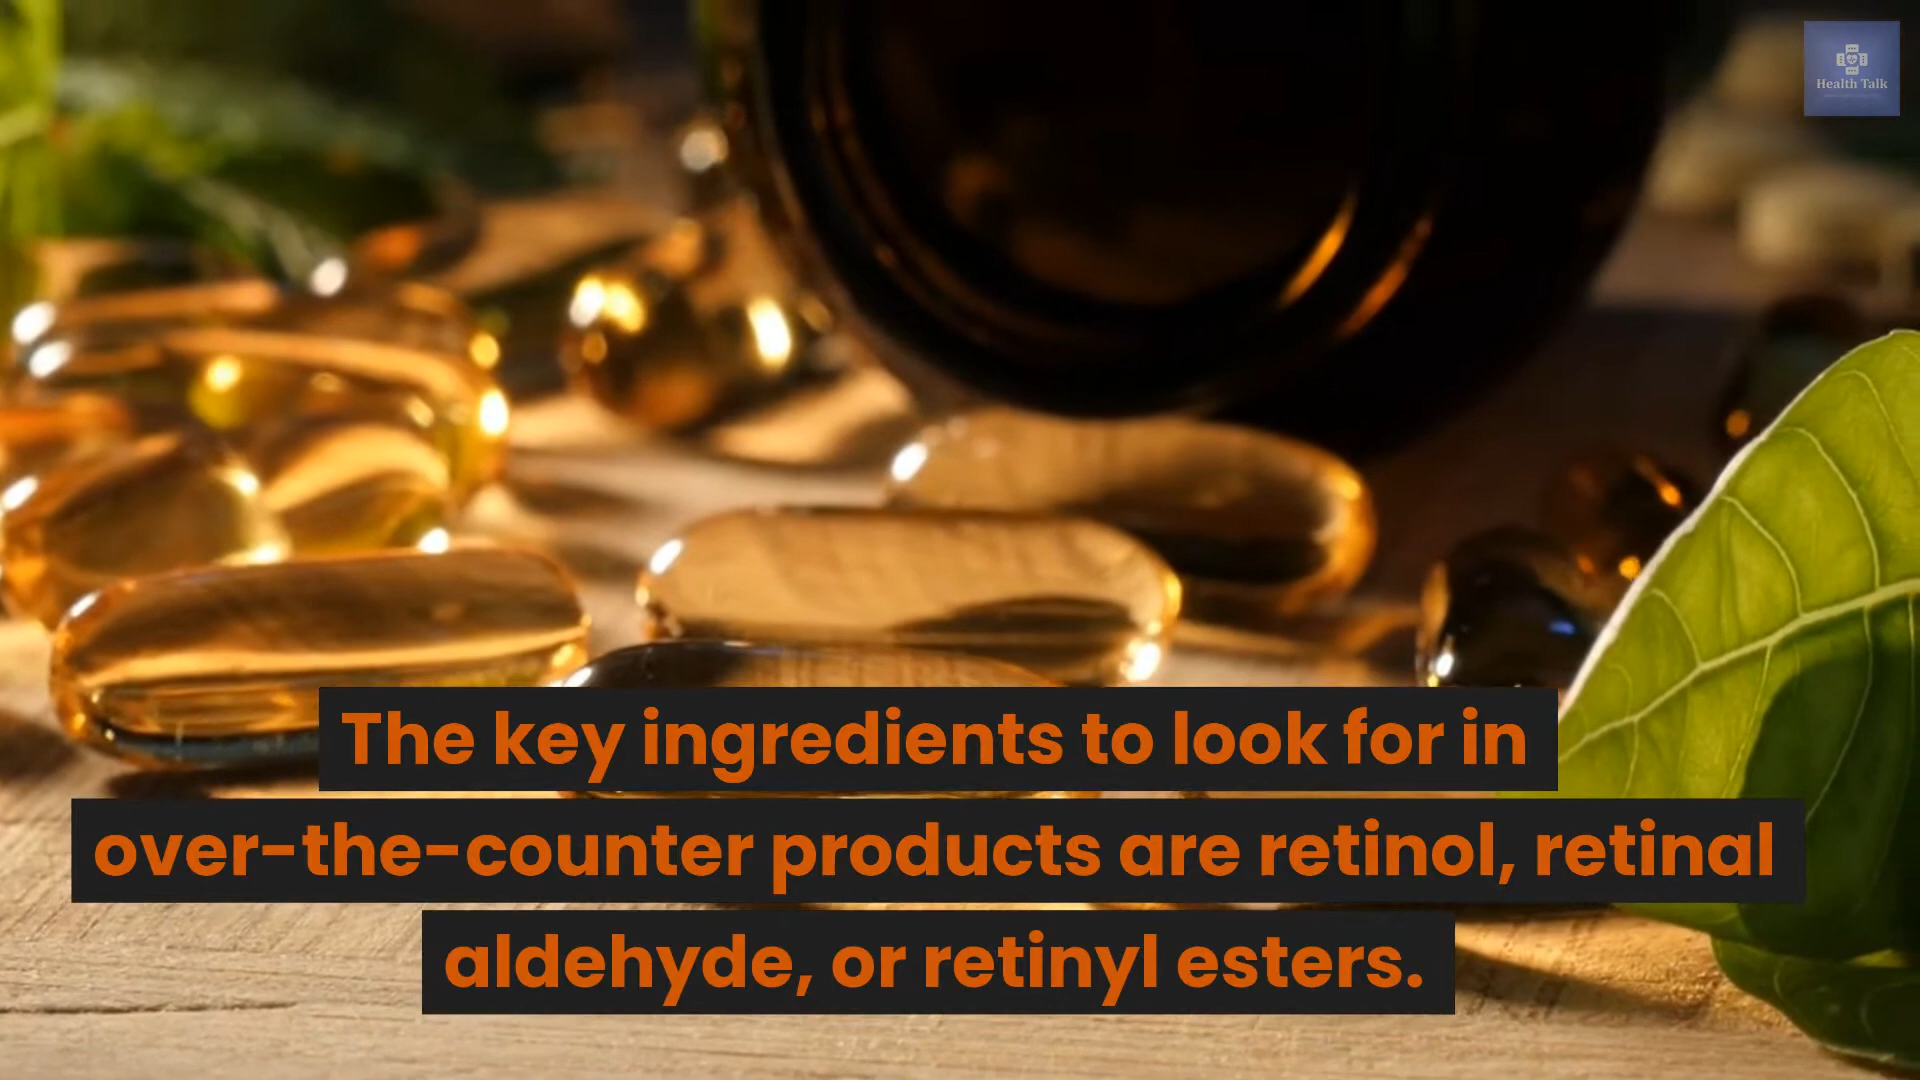 Health Talk
The key ingredients to look for in
over-the-counter products are retinol, retinal
aldehyde, or retinyl esters.